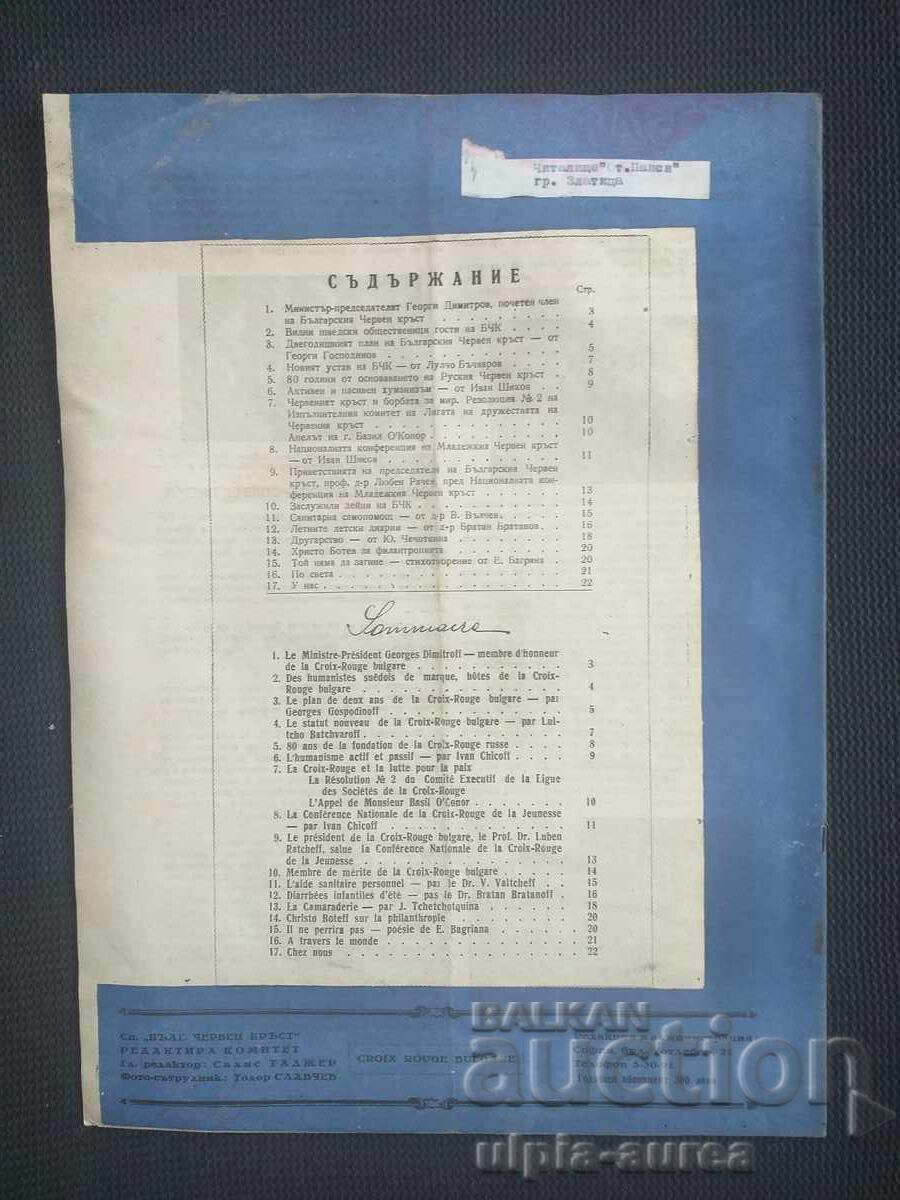 Читалище "От. Паиси"
гр. Златица
СЪДЪРЖАНИЕ
Стр.
1. Министър-председателят Георги Димитров, почетен член
на Българския Червен кръст . . . . . . . . . . 3
2. Видни шведски общественици гости на БЧК . . . . 4
3. Двегодишният план на Българския Червен кръст — от
Георги Господинов . . . . . . . . . . . . . 5
4. Новият устав на БЧК — от Лулчо Бъчваров . . . . 7
5. 80 години от основаването на Руския Червен кръст . 8
6. Активен и пасивен хуманизъм — от Иван Шиков . . 9
7. Червеният кръст и борбата за мир. Резолюция № 2 на
Изпълнителния комитет на Лигата на дружествата на
Червения кръст . . . . . . . . . . . . . . 10
Апелът на г. Базил О'Конор . . . . . . . . . . 10
8. Националната конференция на Младежкия Червен кръст
— от Иван Шиков . . . . . . . . . . . . . . 11
9. Приветствията на председателя на Българския Червен
кръст, проф. д-р Любен Рачев, пред Националната кон-
ференция на Младежкия Червен кръст . . . . . . 13
10. Заслужили дейци на БЧК . . . . . . . . . . . 14
11. Санитарна самопомощ — от д-р В. Вълчев . . . . . 15
12. Летните детски диарии — от д-р Братан Братанов . . 16
13. Другарство — от Ю. Чечоткина . . . . . . . . . 18
14. Христо Ботев за филантропията . . . . . . . . . 20
15. Той няма да загине — стихотворение от Е. Багряна . 20
16. По света . . . . . . . . . . . . . . . . . 21
17. У нас . . . . . . . . . . . . . . . . . . 22
Sommaire
1. Le Ministre-Président Georges Dimitroff — membre d'honneur
de la Croix-Rouge bulgare . . . . . . . . . . . 3
2. Des humanistes suédois de marque, hôtes de la Croix-
Rouge bulgare . . . . . . . . . . . . . . . 4
3. Le plan de deux ans de la Croix-Rouge bulgare — par
Georges Gospodinoff . . . . . . . . . . . . . 5
4. Le statut nouveau de la Croix-Rouge bulgare — par Lul-
tcho Batchvaroff . . . . . . . . . . . . . . 7
5. 80 ans de la fondation de la Croix-Rouge russe . . . . 8
6. L'humanisme actif et passif — par Ivan Chicoff . . . . 9
7. La Croix-Rouge et la lutte pour la paix
La Résolution № 2 du Comité Executif de la Ligue
des Sociétés de la Croix-Rouge
L'Appel de Monsieur Basil O'Conor . . . . . . . 10
8. La Conférence Nationale de la Croix-Rouge de la Jeunesse
— par Ivan Chicoff . . . . . . . . . . . . . 11
9. Le président de la Croix-Rouge bulgare, le Prof. Dr. Luben
Ratcheff, salue la Conférence Nationale de la Croix-Rouge
de la Jeunesse . . . . . . . . . . . . . . . 13
10. Membre de mérite de la Croix-Rouge bulgare . . . . . 14
11. L'aide sanitaire personnel — par le Dr. V. Valtcheff . . 15
12. Diarrhées infantiles d'été — pas le Dr. Bratan Bratanoff . 16
13. La Camaraderie — par J. Tchetchotquina . . . . . . 18
14. Christo Boteff sur la philanthropie . . . . . . . . 20
15. Il ne perrira pas — poésie de E. Bagriana . . . . . . 20
16. A travers le monde . . . . . . . . . . . . . 21
17. Chez nous . . . . . . . . . . . . . . . . 22
Сп. „БЪЛГ. ЧЕРВЕН КРЪСТ"
РЕДАКТИРА КОМИТЕТ
Гл. редактор: Салис ТАДЖЕР
Фото-сътрудник: Тодор СЛАВЧЕВ
CROIX ROUGE BULGARE
Редакция и администрация
София, бул.
Телефон 3-50-91
Годишен абонамент 300 лева
BALKAN
auction
ulpia-aurea